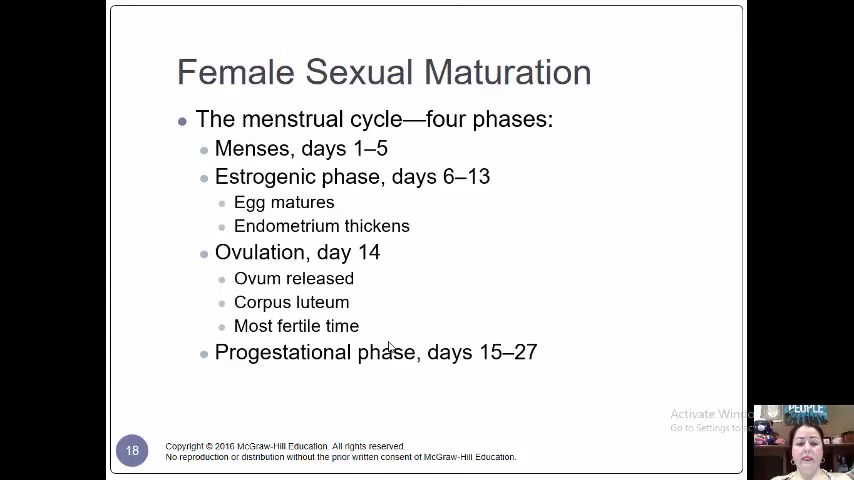 Female Sexual Maturation
The menstrual cycle—four phases:
Menses, days 1–5
Estrogenic phase, days 6–13
Egg matures
Endometrium thickens
Ovulation, day 14
Ovum released
Corpus luteum
Most fertile time
Progestational phase, days 15–27
Activate Windo
Go to Settings to
18
Copyright © 2016 McGraw-Hill Education. All rights reserved.
No reproduction or distribution without the prior written consent of McGraw-Hill Education.
PEOPLE